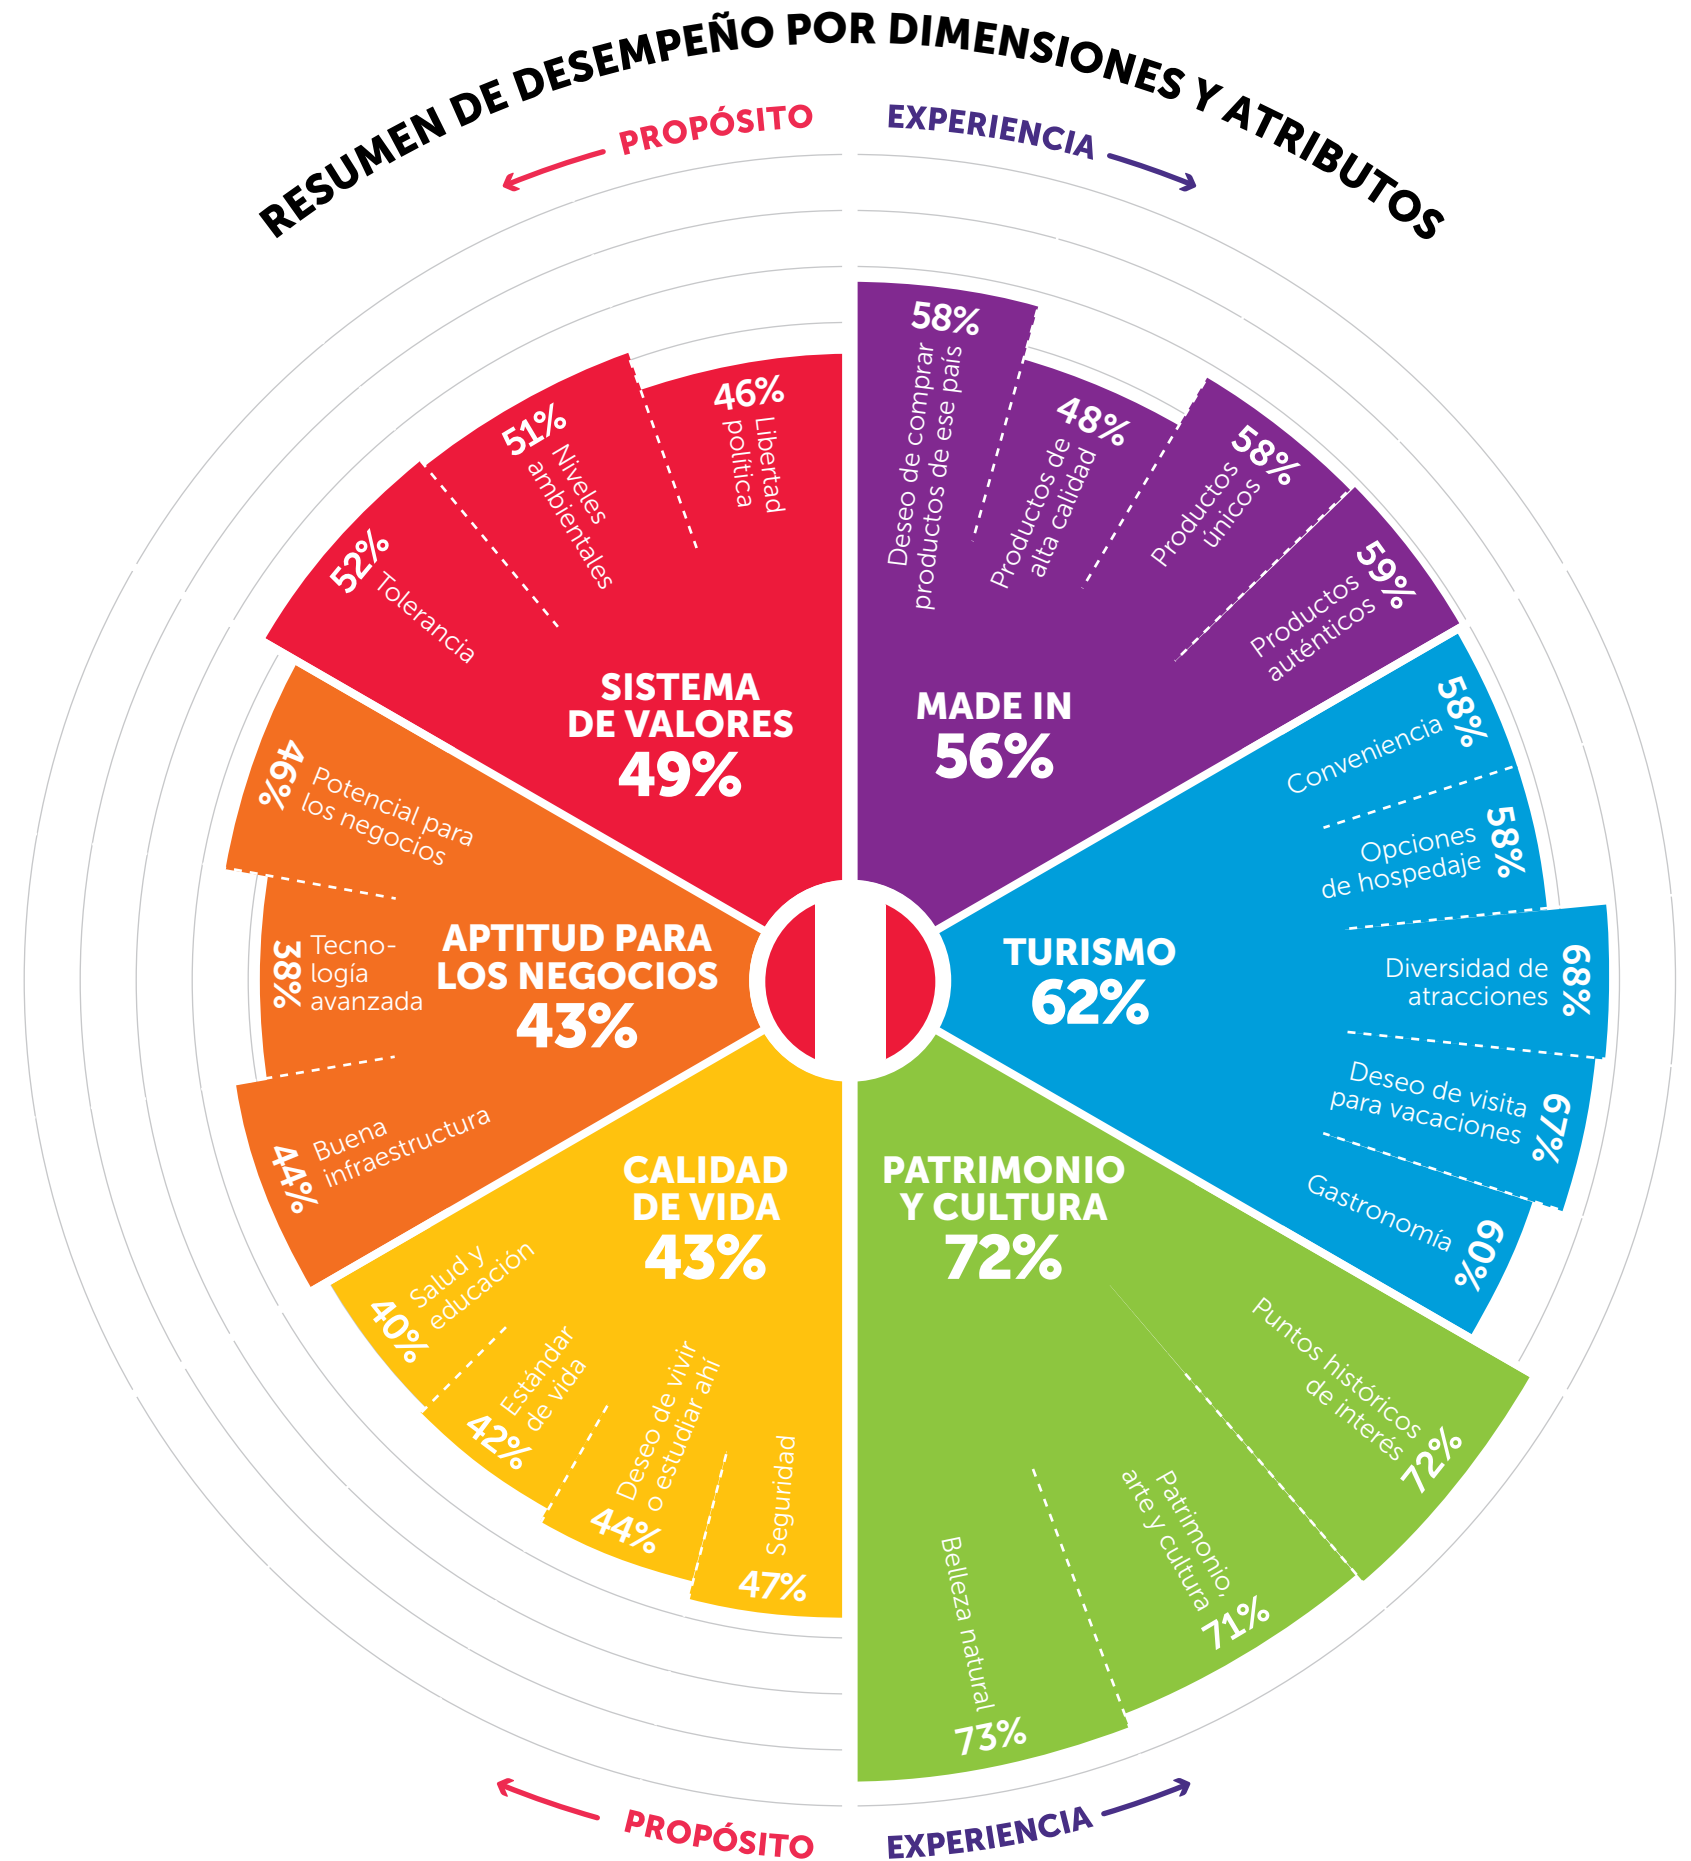 RESUMEN DE DESEMPEÑO POR DIMENSIONES Y ATRIBUTOS
PROPÓSITO
EXPERIENCIA
58%
Deseo de comprar
productos de ese país
48%
Productos de
alta calidad
58%
Productos
únicos
59%
Productos
auténticos
MADE IN
56%
58%
Conveniencia
58%
Opciones
de hospedaje
68%
Diversidad de
atracciones
67%
Deseo de visita
para vacaciones
60%
Gastronomía
TURISMO
62%
PATRIMONIO
Y CULTURA
72%
Puntos históricos
de interés
72%
Patrimonio,
arte y cultura
71%
Belleza natural
73%
CALIDAD
DE VIDA
43%
Seguridad
47%
Deseo de vivir
o estudiar ahí
44%
Estándar
de vida
42%
Salud y
educación
40%
APTITUD PARA
LOS NEGOCIOS
43%
Buena
infraestructura
44%
Tecno-
logía
avanzada
38%
Potencial para
los negocios
46%
SISTEMA
DE VALORES
49%
52%
Tolerancia
51%
Niveles
ambientales
46%
Libertad
política
PROPÓSITO
EXPERIENCIA